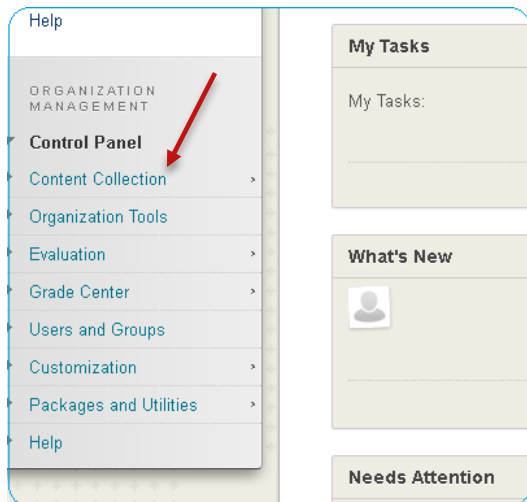 Help
ORGANIZATION
MANAGEMENT
Control Panel
Content Collection
Organization Tools
Evaluation
Grade Center
Users and Groups
Customization
Packages and Utilities
Help
My Tasks
My Tasks:
What's New
Needs Attention